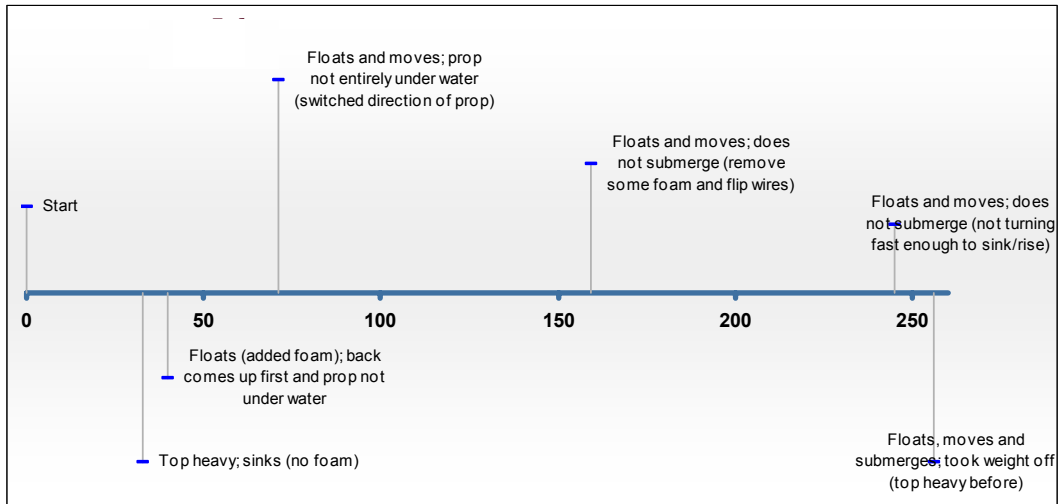 Floats and moves; prop
not entirely under water
(switched direction of prop)
Floats and moves; does
not submerge (remove
some foam and flip wires)
Start
Floats and moves; does
not submerge (not turning
fast enough to sink/rise)
0 50 100 150 200 250
Floats (added foam); back
comes up first and prop not
under water
Top heavy; sinks (no foam)
Floats, moves and
submerges; took weight off
(top heavy before)